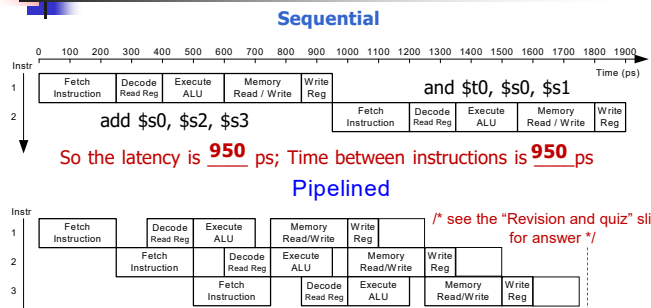 Sequential
0 100 200 300 400 500 600 700 800 900 1000 1100 1200 1300 1400 1500 1600 1700 1800 1900
Instr
Time (ps)
1 Fetch Instruction Decode Read Reg Execute ALU Memory Read / Write Write Reg and $t0, $s0, $s1
2 add $s0, $s2, $s3 Fetch Instruction Decode Read Reg Execute ALU Memory Read / Write Write Reg
So the latency is 950 ps; Time between instructions is 950 ps
Pipelined
Instr
1 Fetch Instruction Decode Read Reg Execute ALU Memory Read/Write Write Reg
/* see the “Revision and quiz” sli
for answer */
2 Fetch Instruction Decode Read Reg Execute ALU Memory Read/Write Write Reg
3 Fetch Instruction Decode Read Reg Execute ALU Memory Read/Write Write Reg